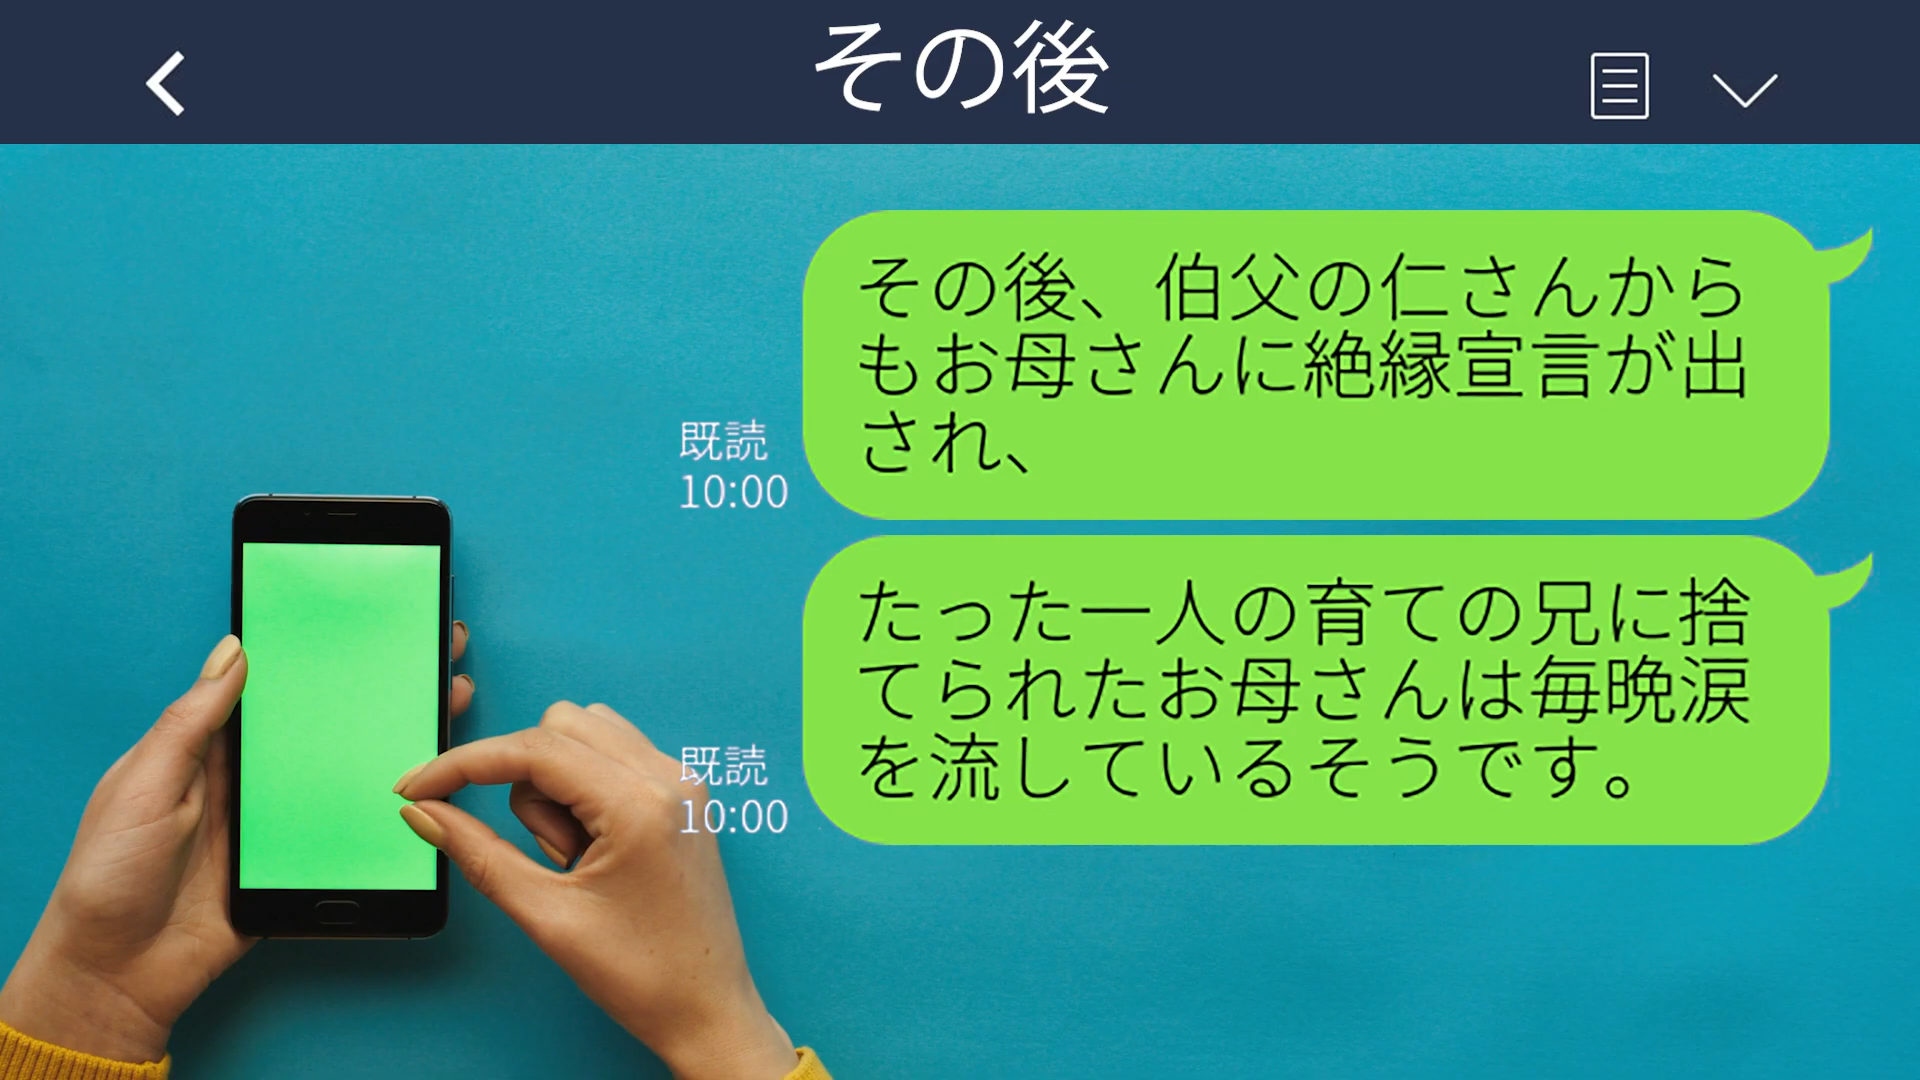 その後
その後、伯父の仁さんから
もお母さんに絶縁宣言が出
され、
既読
10:00
たった一人の育ての兄に捨
てられたお母さんは毎晩涙
を流しているそうです。
既読
10:00